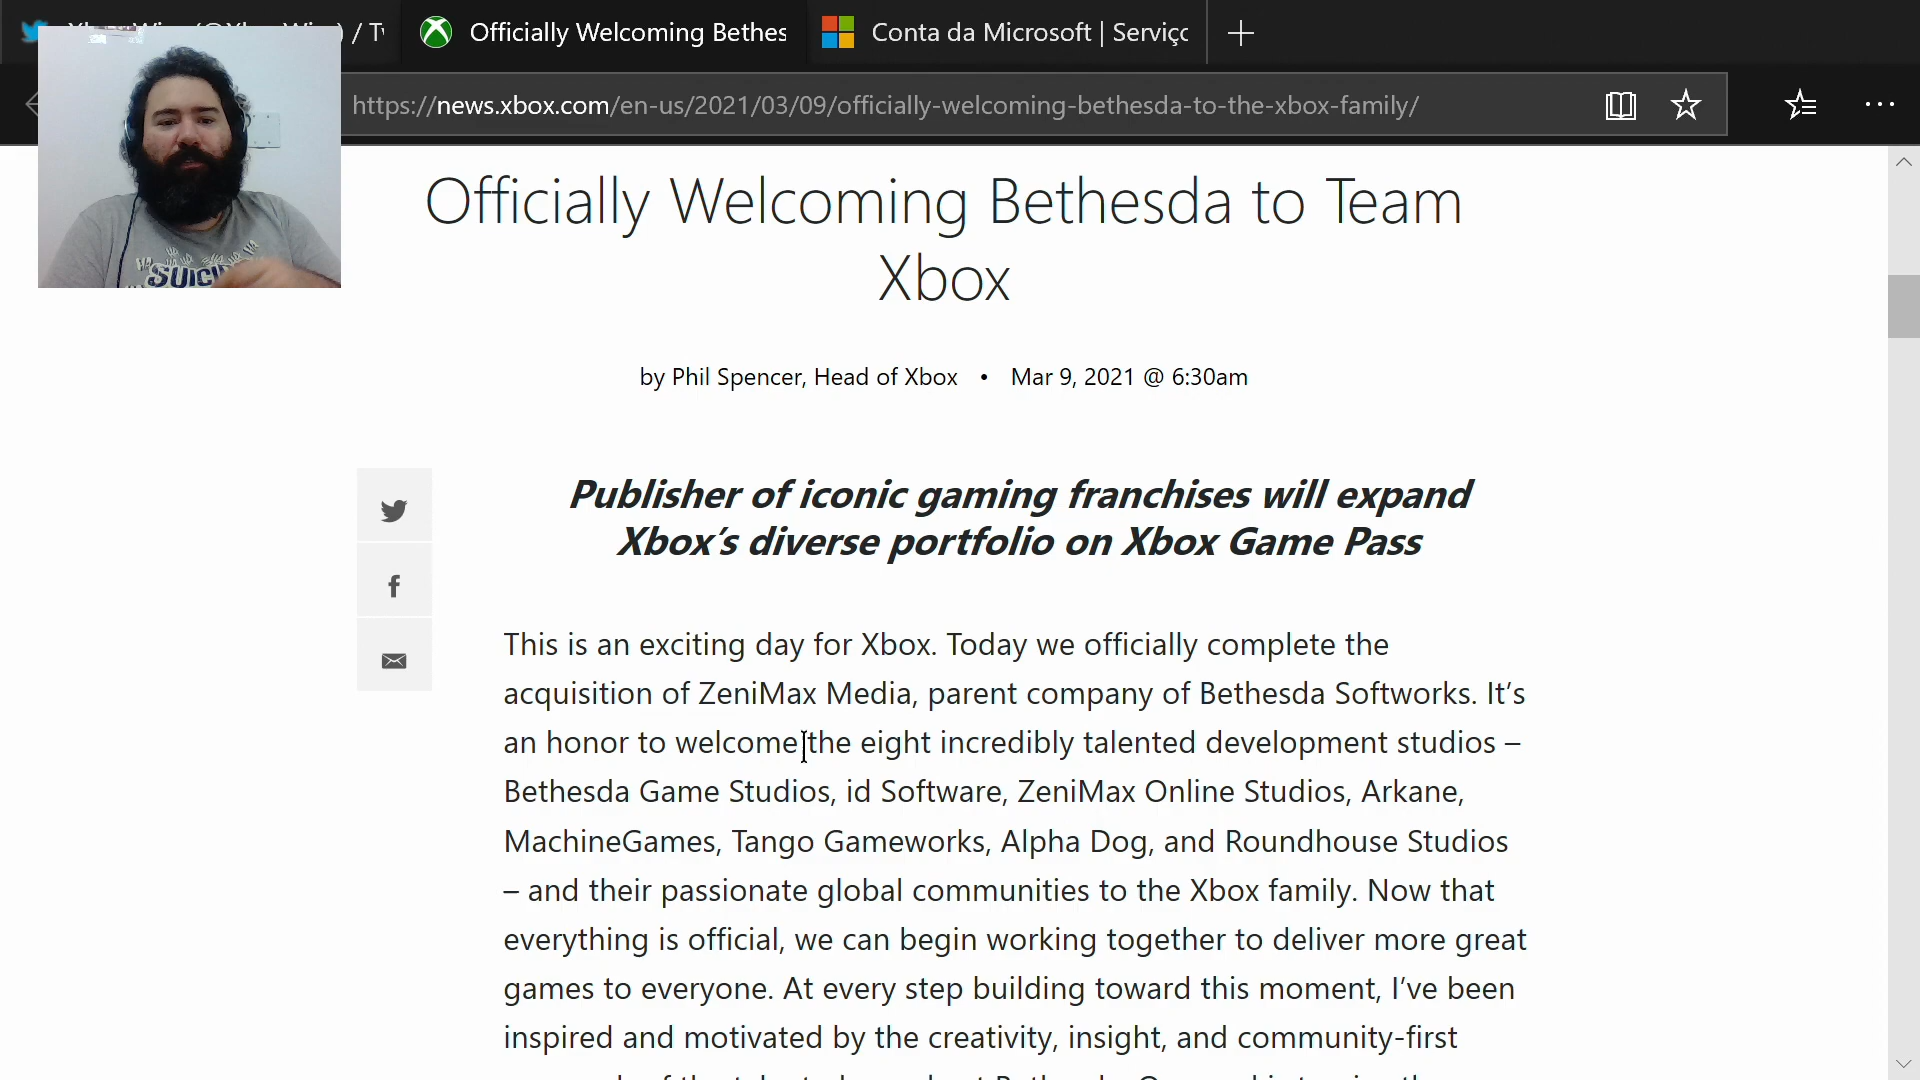 / Tw
Officially Welcoming Bethes
Conta da Microsoft | Serviço
https://news.xbox.com/en-us/2021/03/09/officially-welcoming-bethesda-to-the-xbox-family/
Officially Welcoming Bethesda to Team
Xbox
by Phil Spencer, Head of Xbox • Mar 9, 2021 @ 6:30am
Publisher of iconic gaming franchises will expand
Xbox’s diverse portfolio on Xbox Game Pass
This is an exciting day for Xbox. Today we officially complete the
acquisition of ZeniMax Media, parent company of Bethesda Softworks. It’s
an honor to welcome the eight incredibly talented development studios –
Bethesda Game Studios, id Software, ZeniMax Online Studios, Arkane,
MachineGames, Tango Gameworks, Alpha Dog, and Roundhouse Studios
– and their passionate global communities to the Xbox family. Now that
everything is official, we can begin working together to deliver more great
games to everyone. At every step building toward this moment, I’ve been
inspired and motivated by the creativity, insight, and community-first